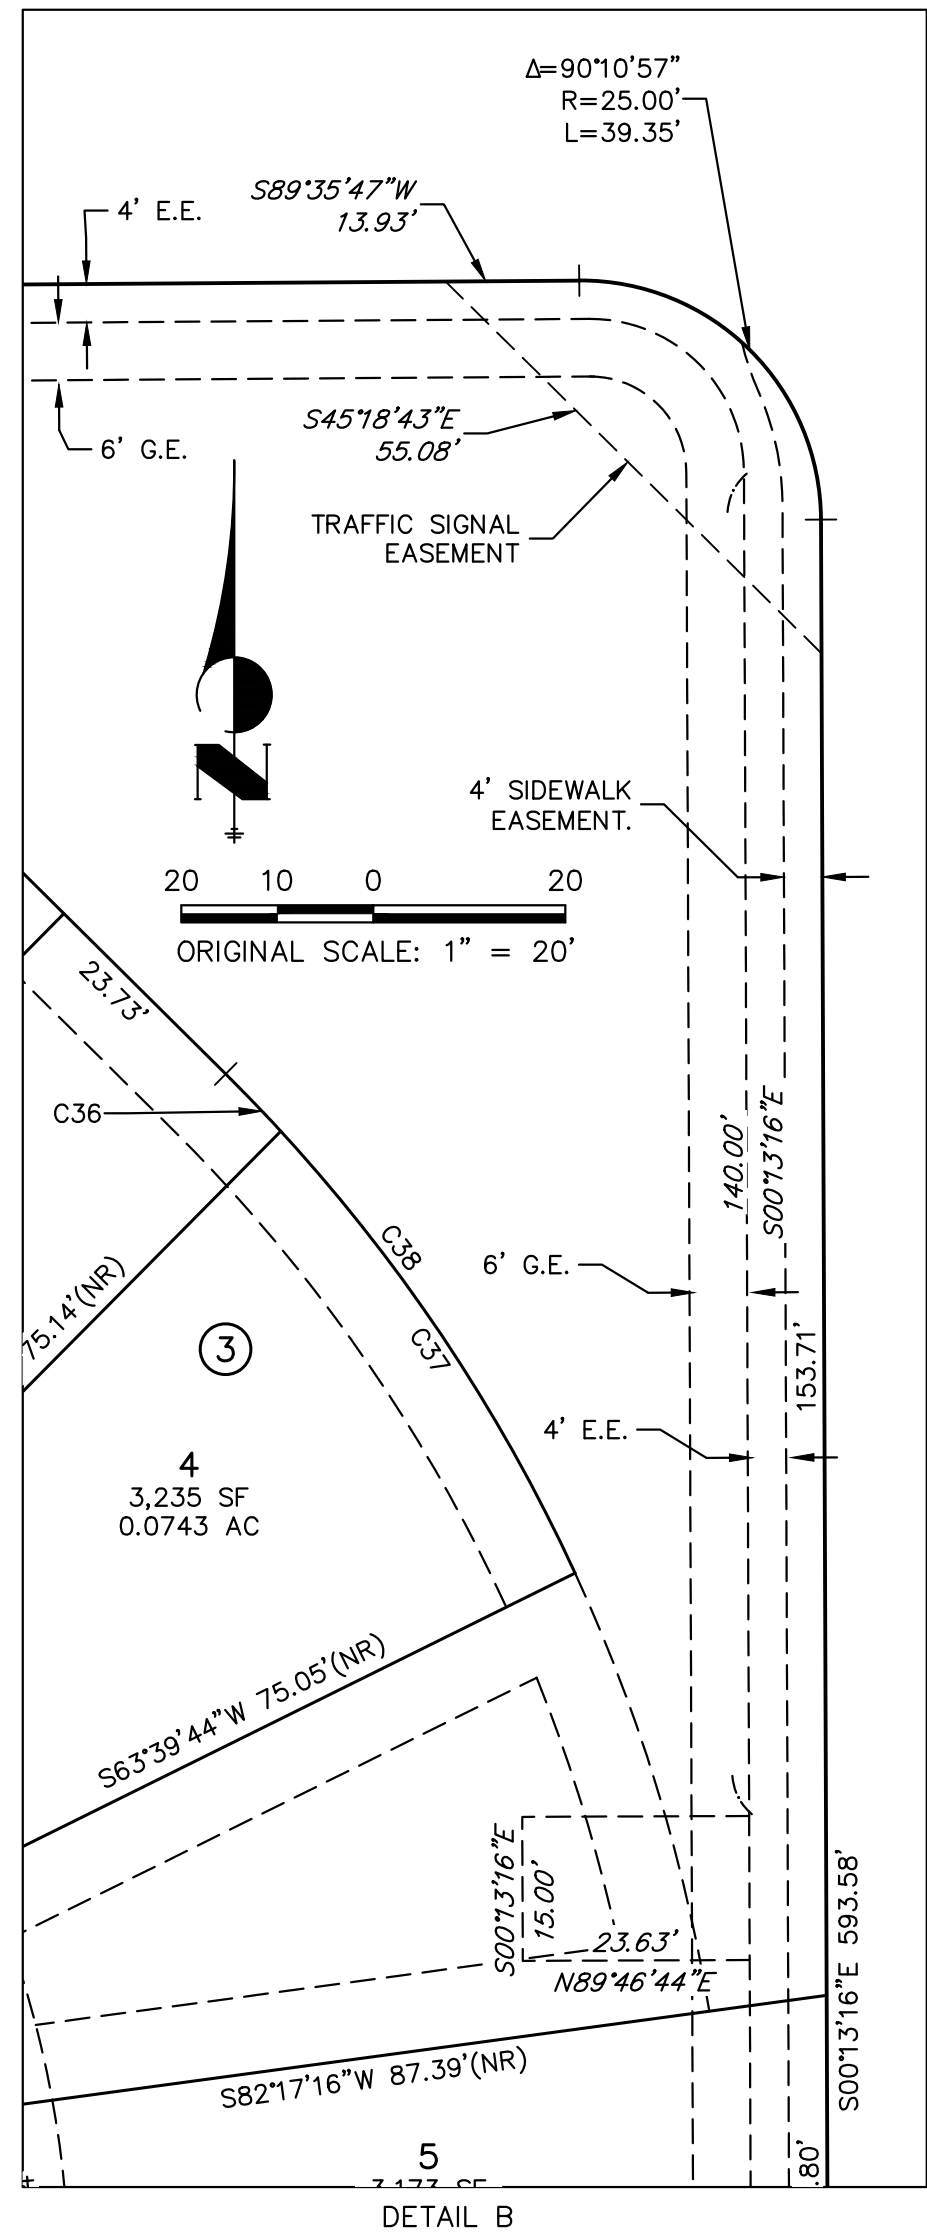 Δ=90°10'57"
R=25.00'
L=39.35'
S89°35'47"W
13.93'
4' E.E.
S45°18'43"E
55.08'
6' G.E.
TRAFFIC SIGNAL
EASEMENT
N
4' SIDEWALK
EASEMENT.
20 10 0 20
ORIGINAL SCALE: 1" = 20'
23.73'
C36
140.00'
S00°13'16"E
C38
6' G.E.
75.14'(NR)
3
C37
153.71'
4' E.E.
4
3,235 SF
0.0743 AC
S63°39'44"W 75.05'(NR)
S00°13'16"E
15.00'
23.63'
N89°46'44"E
S00°13'16"E 593.58'
S82°17'16"W 87.39'(NR)
5
3,173 SF
.80'
DETAIL B